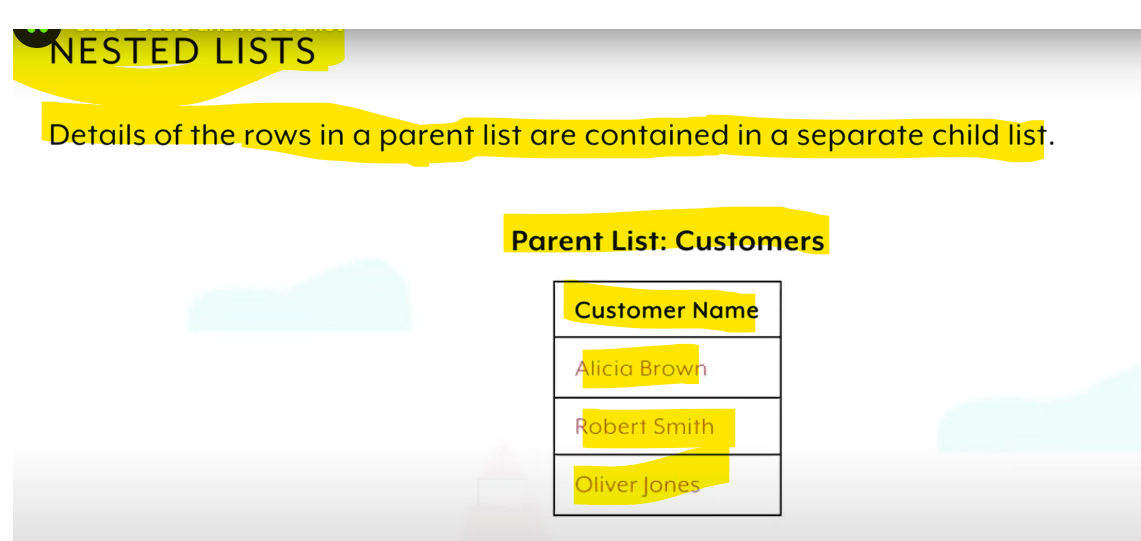 NESTED LISTS
Details of the rows in a parent list are contained in a separate child list.
Parent List: Customers
Customer Name
Alicia Brown
Robert Smith
Oliver Jones